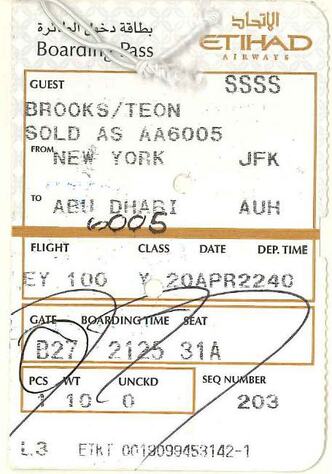 بطاقة دخول الطائرة
الاتحاد
Boarding Pass
ETIHAD
AIRWAYS
GUEST SSSS
BROOKS/TEON
SOLD AS AA6005
FROM NEW YORK JFK
TO ABU DHABI AUH
6005
FLIGHT CLASS DATE DEP. TIME
EY 100 Y 20APR2240
GATE BOARDING TIME SEAT
B27 2125 31A
PCS WT UNCKD SEQ NUMBER
1 10 0 203
L.3 ETKT 0019099453142-1